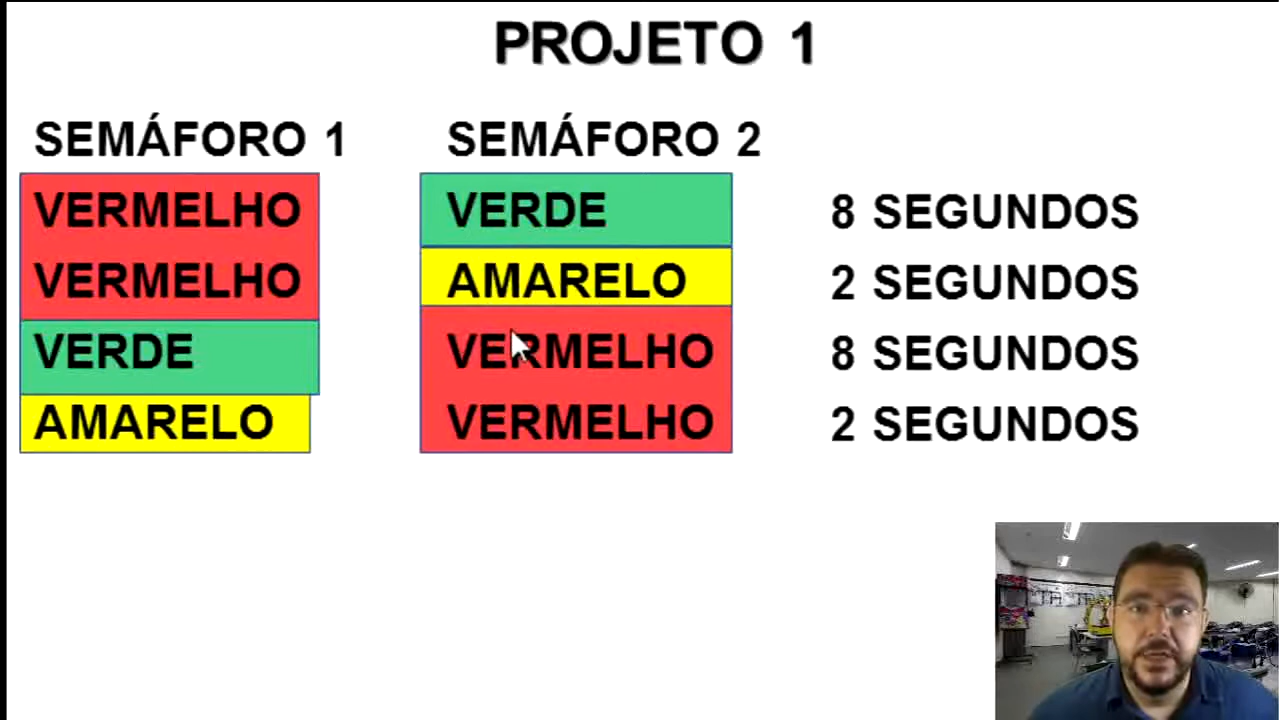 PROJETO 1
SEMÁFORO 1 SEMÁFORO 2
VERMELHO VERDE 8 SEGUNDOS
VERMELHO AMARELO 2 SEGUNDOS
VERDE VERMELHO 8 SEGUNDOS
AMARELO VERMELHO 2 SEGUNDOS